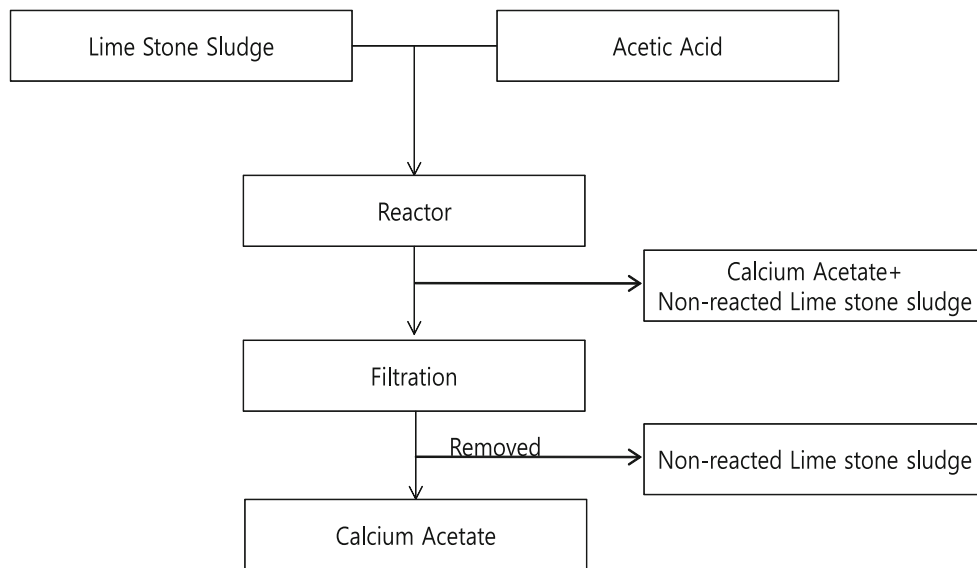 Lime Stone Sludge
Acetic Acid
Reactor
Calcium Acetate+
Non-reacted Lime stone sludge
Filtration
Removed
Non-reacted Lime stone sludge
Calcium Acetate